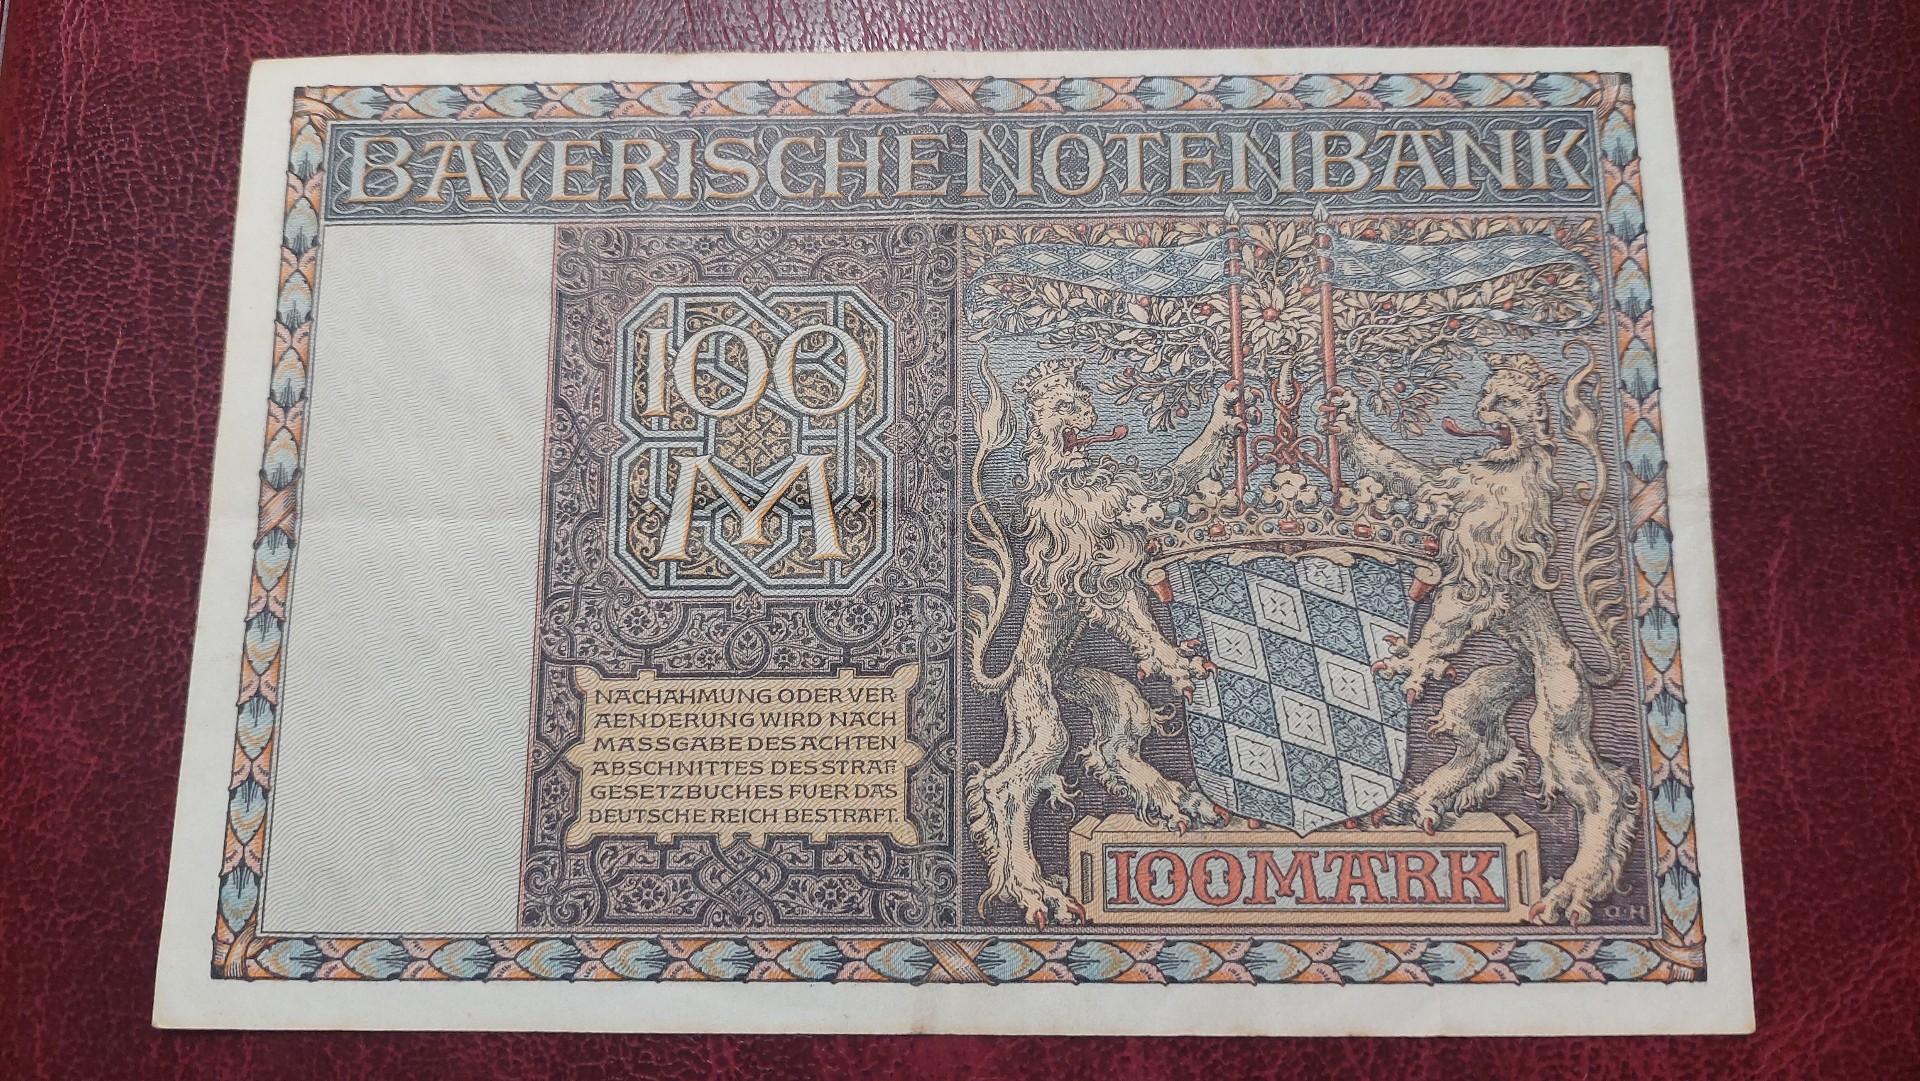 BAYERISCHE NOTENBANK
100
M
NACHAHMUNG ODER VER
AENDERUNG WIRD NACH
MASSGABE DES ACHTEN
ABSCHNITTES DES STRAF
GESETZBUCHES FUER DAS
DEUTSCHE REICH BESTRAFT.
100 MARK
O·H